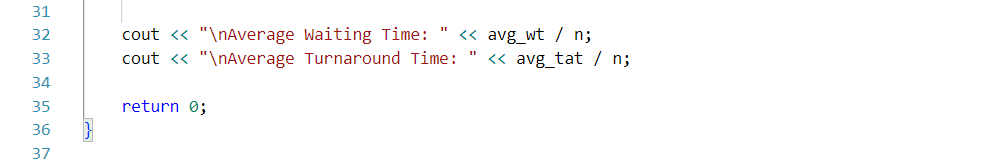 31
32 cout << "\nAverage Waiting Time: " << avg_wt / n;
33 cout << "\nAverage Turnaround Time: " << avg_tat / n;
34
35 return 0;
36 }
37